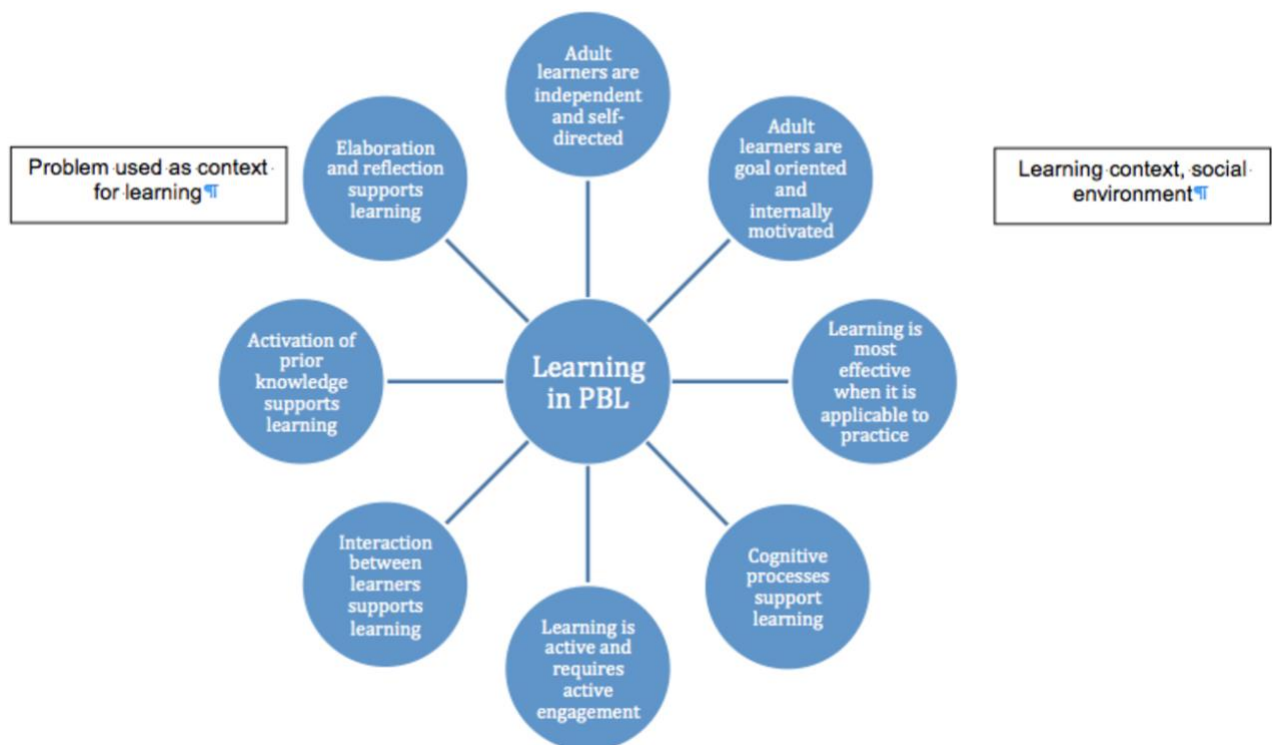 Adult
learners are
independent
and self-
directed
Elaboration
and reflection
supports
learning
Adult
learners are
goal oriented
and
internally
motivated
Problem used as context
for learning¶
Learning context, social
environment¶
Activation of
prior
knowledge
supports
learning
Learning
in PBL
Learning is
most
effective
when it is
applicable to
practice
Interaction
between
learners
supports
learning
Cognitive
processes
support
learning
Learning is
active and
requires
active
engagement